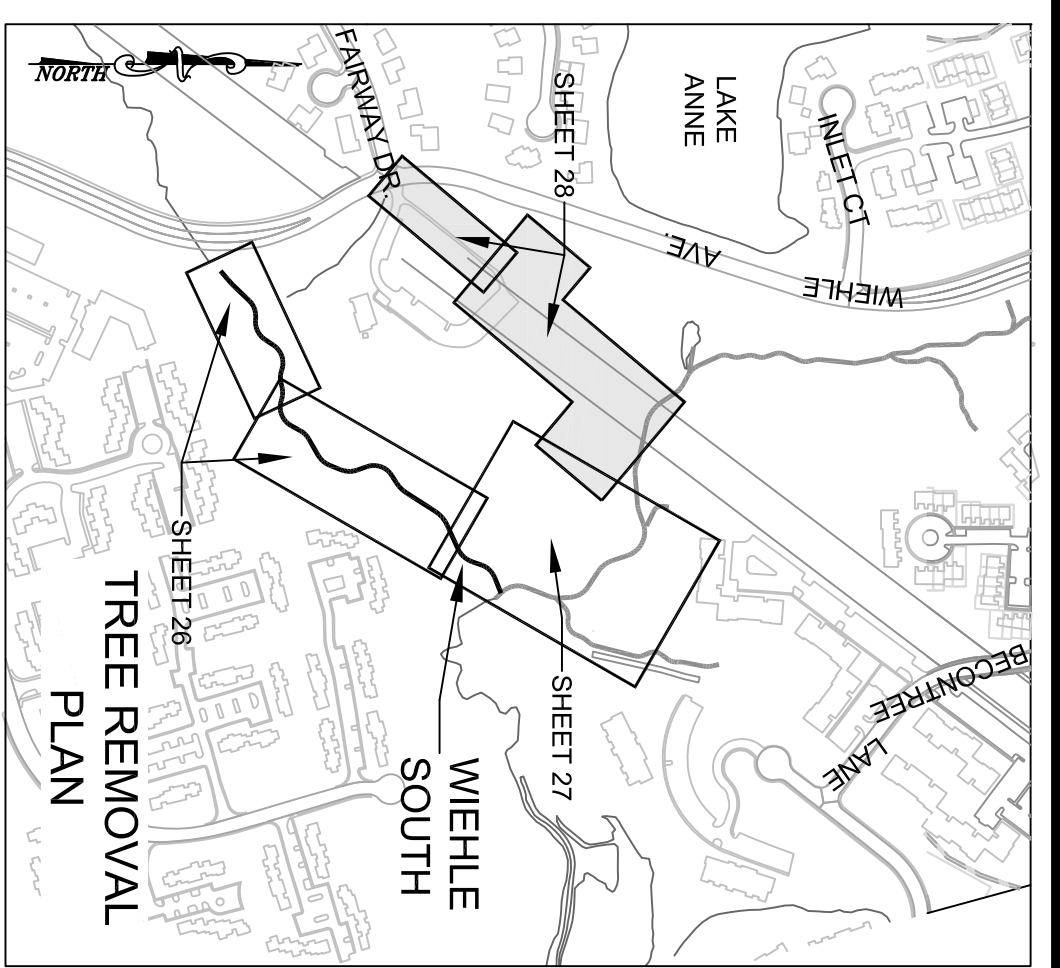 NORTH
FAIRWAY DR.
SHEET 28
LAKE
ANNE
INLET CT
WIEHLE
AVE.
SHEET 26
TREE REMOVAL
PLAN
SHEET 27
WIEHLE
SOUTH
BECONTREE
LANE